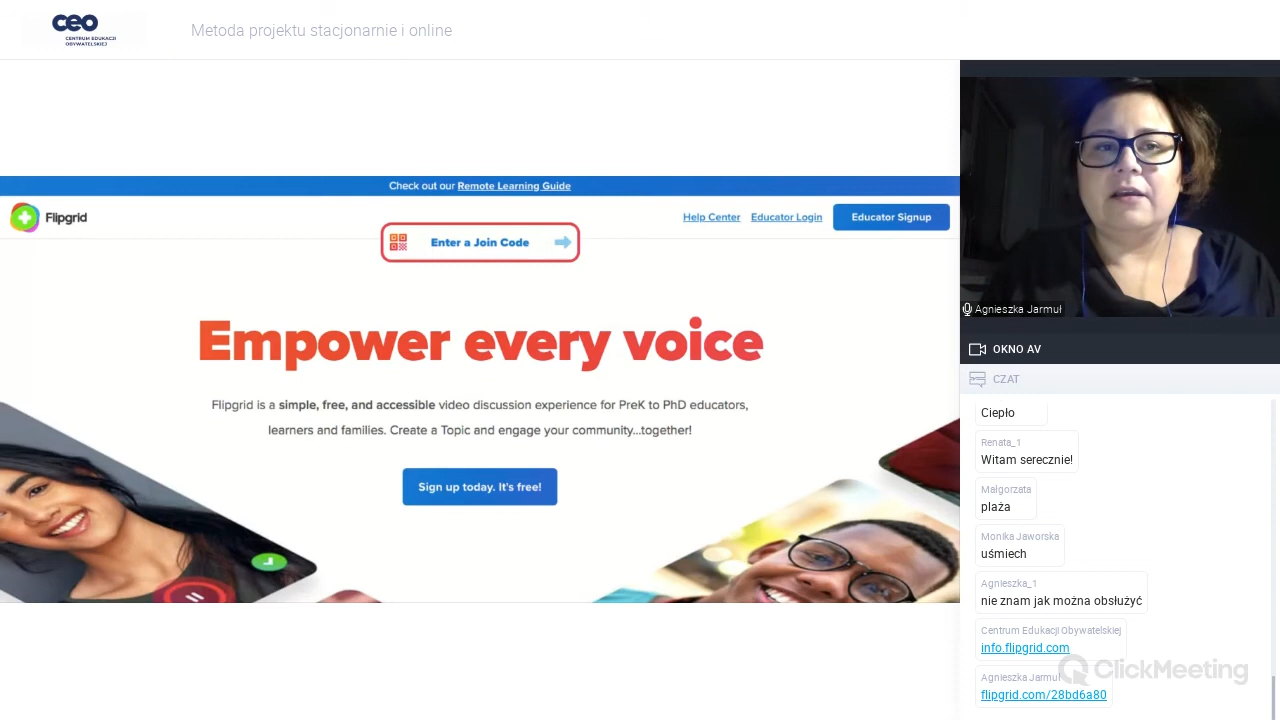 ceo
CENTRUM EDUKACJI
OBYWATELSKIEJ
Metoda projektu stacjonarnie i online
Check out our Remote Learning Guide
Flipgrid
Help Center
Educator Login
Educator Signup
Enter a Join Code
Empower every voice
Flipgrid is a simple, free, and accessible video discussion experience for PreK to PhD educators,
learners and families. Create a Topic and engage your community...together!
Sign up today. It's free!
Agnieszka Jarmuł
OKNO AV
CZAT
Ciepło
Renata_1
Witam serecznie!
Małgorzata
plaża
Monika Jaworska
uśmiech
Agnieszka_1
nie znam jak można obsłużyć
Centrum Edukacji Obywatelskiej
info.flipgrid.com
Agnieszka Jarmuł
flipgrid.com/28bd6a80
ClickMeeting